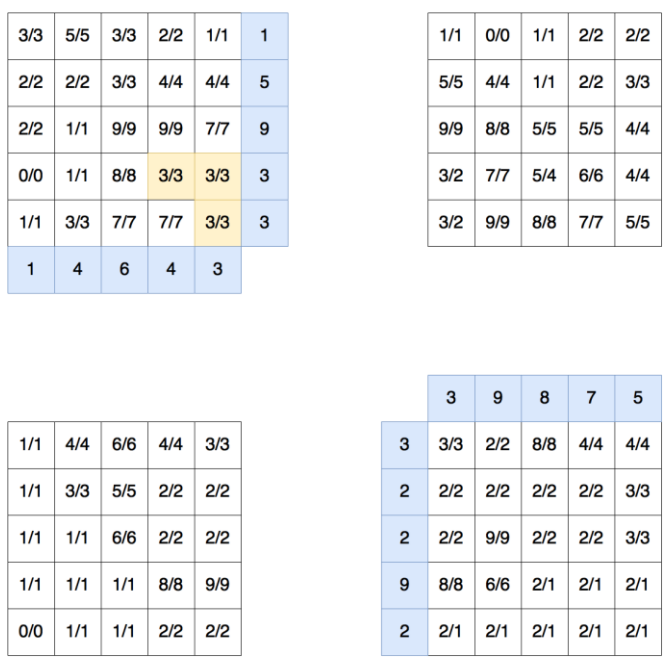 3/3 5/5 3/3 2/2 1/1 1
2/2 2/2 3/3 4/4 4/4 5
2/2 1/1 9/9 9/9 7/7 9
0/0 1/1 8/8 3/3 3/3 3
1/1 3/3 7/7 7/7 3/3 3
1 4 6 4 3
1/1 0/0 1/1 2/2 2/2
5/5 4/4 1/1 2/2 3/3
9/9 8/8 5/5 5/5 4/4
3/2 7/7 5/4 6/6 4/4
3/2 9/9 8/8 7/7 5/5
1/1 4/4 6/6 4/4 3/3
1/1 3/3 5/5 2/2 2/2
1/1 1/1 6/6 2/2 2/2
1/1 1/1 1/1 8/8 9/9
0/0 1/1 1/1 2/2 2/2
3 9 8 7 5
3 3/3 2/2 8/8 4/4 4/4
2 2/2 2/2 2/2 2/2 3/3
2 2/2 9/9 2/2 2/2 3/3
9 8/8 6/6 2/1 2/1 2/1
2 2/1 2/1 2/1 2/1 2/1